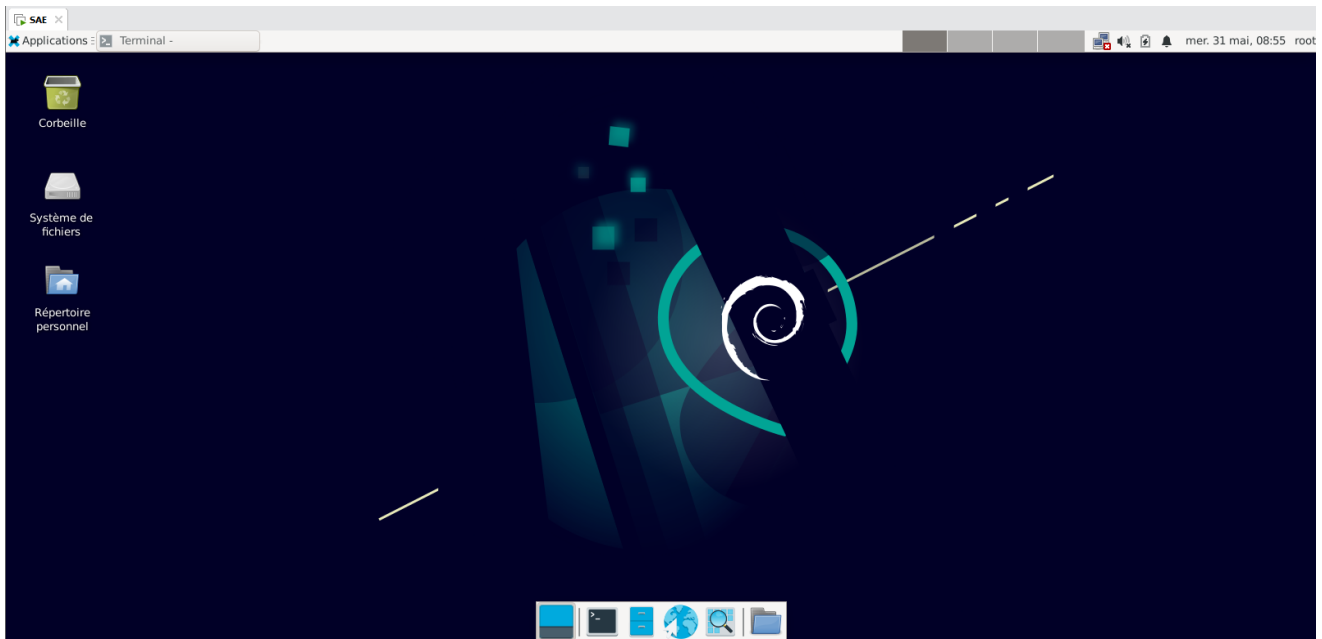 SAE
Applications
Terminal -
mer. 31 mai, 08:55 root
Corbeille
Système de
fichiers
Répertoire
personnel